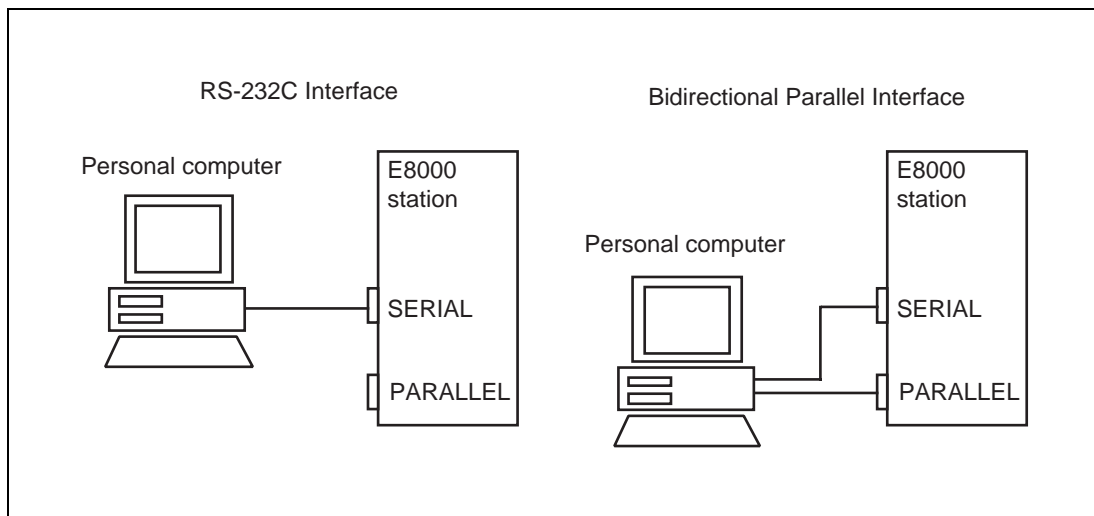 RS-232C Interface
Personal computer
E8000
station
SERIAL
PARALLEL
Bidirectional Parallel Interface
Personal computer
E8000
station
SERIAL
PARALLEL